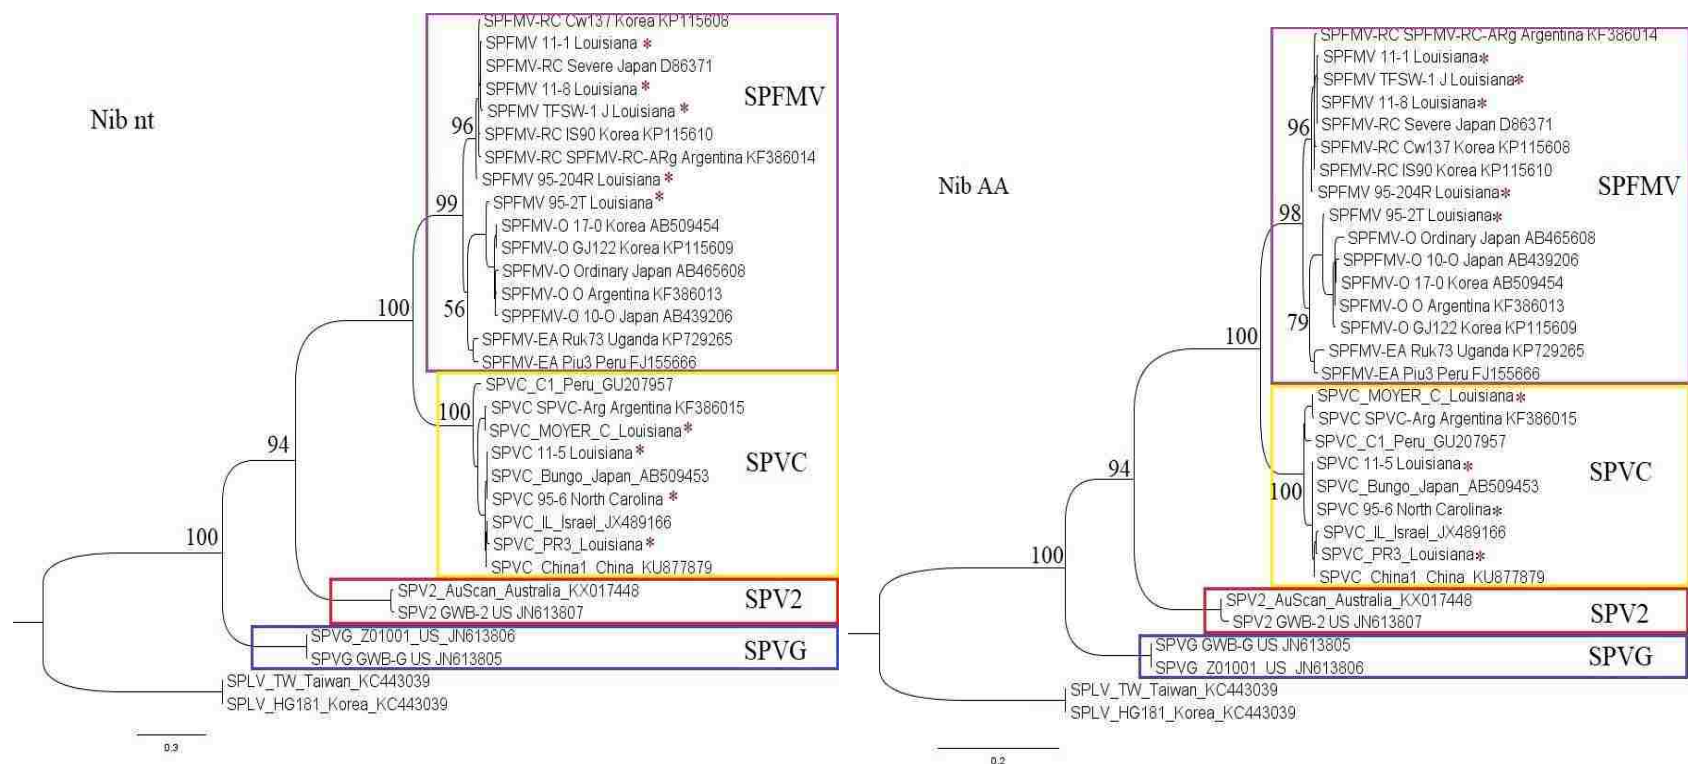 Nib nt
SPFMV-RC Cw137 Korea KP115608
SPFMV 11-1 Louisiana *
SPFMV-RC Severe Japan D86371
SPFMV 11-8 Louisiana *
SPFMV TFSW-1 J Louisiana *
SPFMV-RC IS90 Korea KP115610
SPFMV-RC SPFMV-RC-ARg Argentina KF386014
SPFMV 95-204R Louisiana *
SPFMV 95-2T Louisiana *
SPFMV-O 17-0 Korea AB509454
SPFMV-O GJ122 Korea KP115609
SPFMV-O Ordinary Japan AB465608
SPFMV-O O Argentina KF386013
SPPFMV-O 10-O Japan AB439206
SPFMV-EA Ruk73 Uganda KP729265
SPFMV-EA Piu3 Peru FJ155666
SPFMV
96
99
56
100
SPVC_C1_Peru_GU207957
SPVC SPVC-Arg Argentina KF386015
SPVC_MOYER_C_Louisiana *
SPVC 11-5 Louisiana *
SPVC_Bungo_Japan_AB509453
SPVC 95-6 North Carolina *
SPVC_IL_Israel_JX489166
SPVC_PR3_Louisiana *
SPVC_China1_China_KU877879
SPVC
100
94
SPV2_AuScan_Australia_KX017448
SPV2 GWB-2 US JN613807
SPV2
100
SPVG_Z01001_US_JN613806
SPVG GWB-G US JN613805
SPVG
SPLV_TW_Taiwan_KC443039
SPLV_HG181_Korea_KC443039
0.3
Nib AA
SPFMV-RC SPFMV-RC-ARg Argentina KF386014
SPFMV 11-1 Louisiana *
SPFMV TFSW-1 J Louisiana *
SPFMV 11-8 Louisiana *
SPFMV-RC Severe Japan D86371
SPFMV-RC Cw137 Korea KP115608
SPFMV-RC IS90 Korea KP115610
SPFMV 95-204R Louisiana *
SPFMV 95-2T Louisiana *
SPFMV-O Ordinary Japan AB465608
SPPFMV-O 10-O Japan AB439206
SPFMV-O 17-0 Korea AB509454
SPFMV-O O Argentina KF386013
SPFMV-O GJ122 Korea KP115609
SPFMV-EA Ruk73 Uganda KP729265
SPFMV-EA Piu3 Peru FJ155666
SPFMV
96
98
79
100
SPVC_MOYER_C_Louisiana *
SPVC SPVC-Arg Argentina KF386015
SPVC_C1_Peru_GU207957
SPVC 11-5 Louisiana *
SPVC_Bungo_Japan_AB509453
SPVC 95-6 North Carolina *
SPVC_IL_Israel_JX489166
SPVC_PR3_Louisiana *
SPVC_China1_China_KU877879
SPVC
100
94
SPV2_AuScan_Australia_KX017448
SPV2 GWB-2 US JN613807
SPV2
100
SPVG GWB-G US JN613805
SPVG_Z01001_US_JN613806
SPVG
SPLV_TW_Taiwan_KC443039
SPLV_HG181_Korea_KC443039
0.2